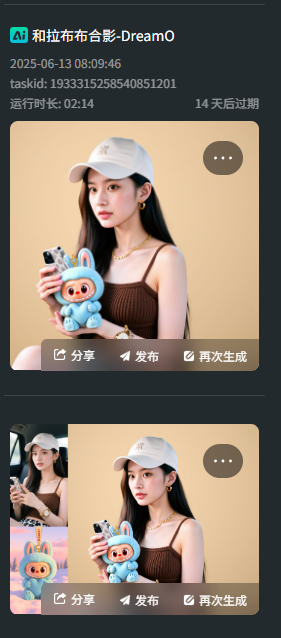 Ai 和拉布布合影-DreamO
2025-06-13 08:09:46
taskid: 1933315258540851201
运行时长: 02:14 14 天后过期
分享 发布 再次生成
分享 发布 再次生成